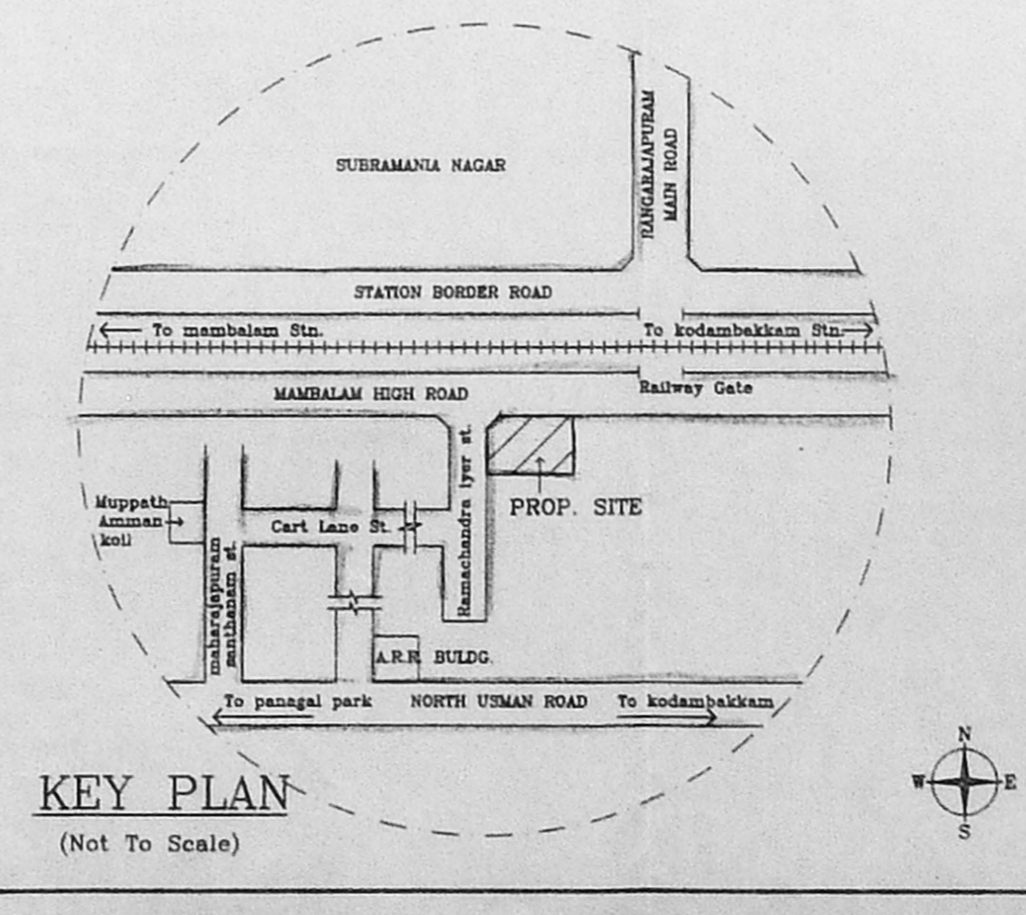 RANGARAJAPURAM
MAIN ROAD
SUBRAMANIA NAGAR
STATION BORDER ROAD
To mambalam Stn.
To kodambakkam Stn.
MAMBALAM HIGH ROAD
Railway Gate
Ramachandra Iyer st.
PROP. SITE
Muppath
Amman
koil
Cart Lane St.
maharajapuram
santhanam st.
A.R.R. BULDG.
To panagal park
NORTH USMAN ROAD
To kodambakkam
KEY PLAN
(Not To Scale)
N
W
E
S